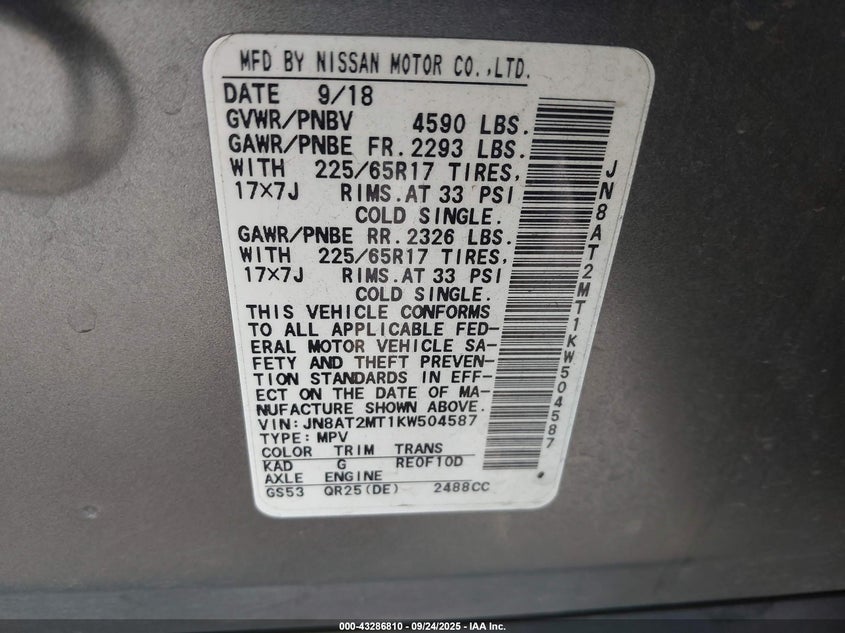 MFD BY NISSAN MOTOR CO.,LTD.
DATE 9/18
GVWR/PNBV 4590 LBS.
GAWR/PNBE FR.2293 LBS.
WITH 225/65R17 TIRES,
17×7J RIMS.AT 33 PSI
COLD SINGLE.
GAWR/PNBE RR.2326 LBS.
WITH 225/65R17 TIRES,
17×7J RIMS.AT 33 PSI
COLD SINGLE.
THIS VEHICLE CONFORMS
TO ALL APPLICABLE FED-
ERAL MOTOR VEHICLE SA-
FETY AND THEFT PREVEN-
TION STANDARDS IN EFF-
ECT ON THE DATE OF MA-
NUFACTURE SHOWN ABOVE.
VIN:JN8AT2MT1KW504587
TYPE:MPV
COLOR TRIM TRANS
KAD G RE0F10D
AXLE ENGINE
GS53 QR25(DE) 2488CC
JN8AT2MT1KW504587
000-43286810 - 09/24/2025 - IAA Inc.